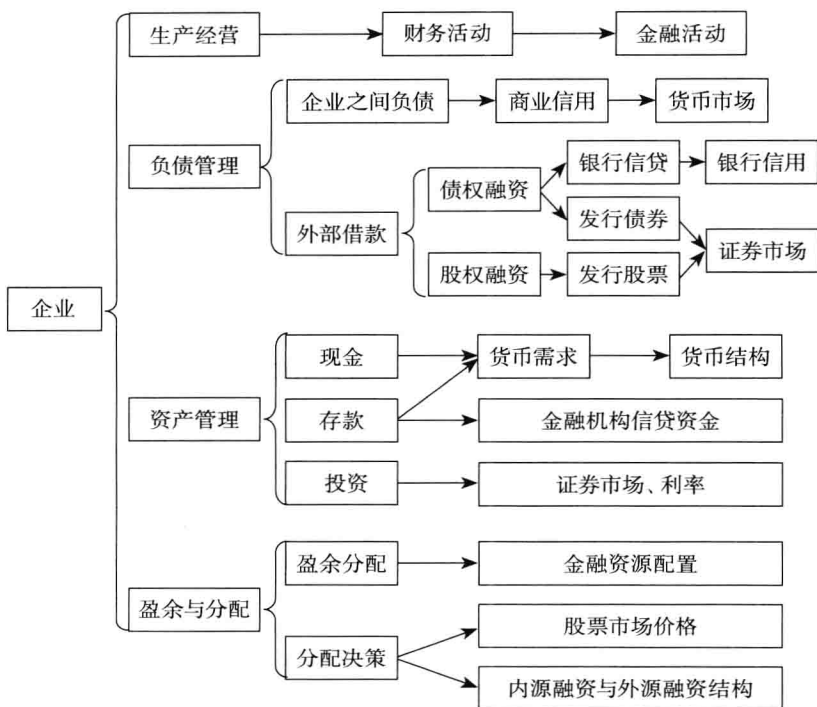 生产经营
财务活动
金融活动
企业之间负债
商业信用
货币市场
负债管理
债权融资
银行信贷
银行信用
外部借款
发行债券
证券市场
股权融资
发行股票
企业
现金
货币需求
货币结构
资产管理
存款
金融机构信贷资金
投资
证券市场、利率
盈余分配
金融资源配置
盈余与分配
股票市场价格
分配决策
内源融资与外源融资结构